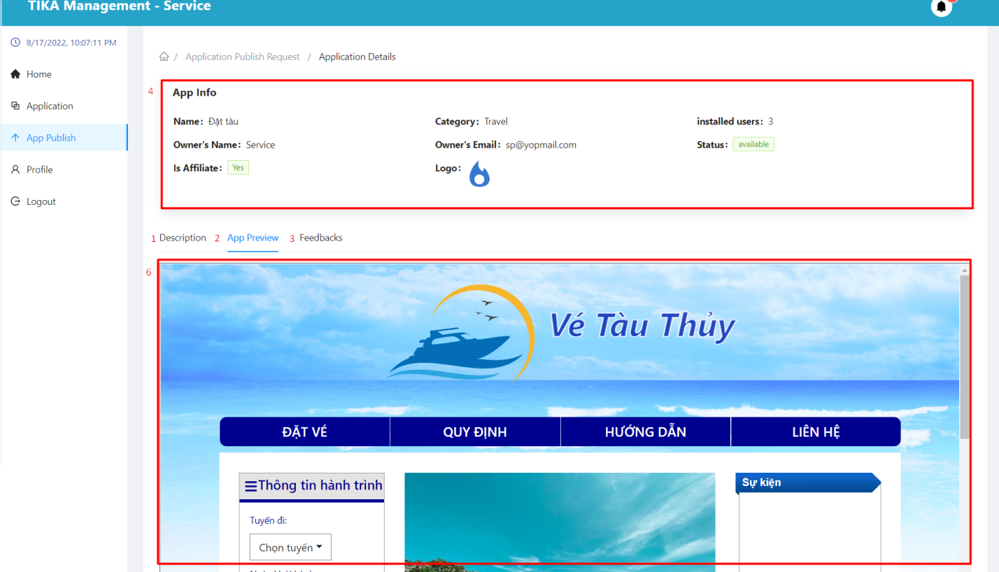 TIKA Management - Service
8/17/2022, 10:07:11 PM
Home
Application
App Publish
Profile
Logout
/ Application Publish Request / Application Details
4
App Info
Name: Đặt tàu
Category: Travel
installed users: 3
Owner's Name: Service
Owner's Email: sp@yopmail.com
Status: available
Is Affiliate: Yes
Logo:
1 Description 2 App Preview 3 Feedbacks
6
Vé Tàu Thủy
ĐẶT VÉ QUY ĐỊNH HƯỚNG DẪN LIÊN HỆ
Thông tin hành trình
Tuyến đi:
Chọn tuyến
Sự kiện